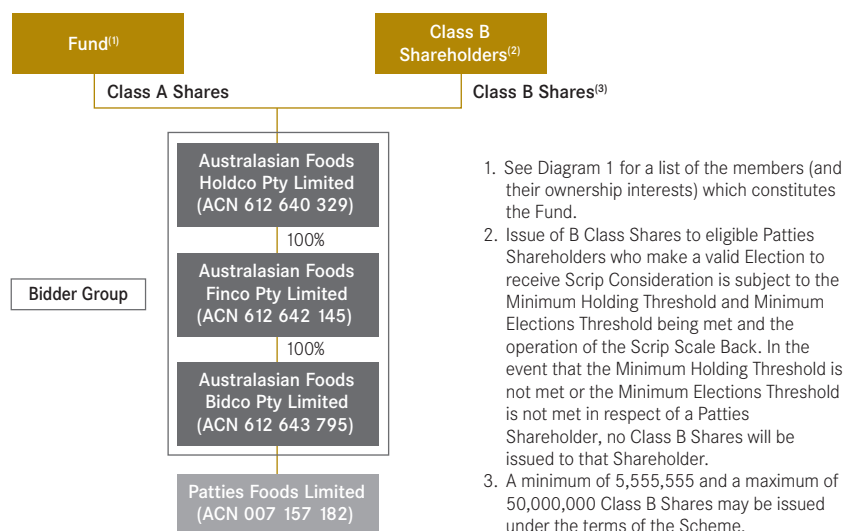 Fund(1)
Class B
Shareholders(2)
Class A Shares
Class B Shares(3)
Australasian Foods
Holdco Pty Limited
(ACN 612 640 329)
100%
Australasian Foods
Finco Pty Limited
(ACN 612 642 145)
100%
Australasian Foods
Bidco Pty Limited
(ACN 612 643 795)
Bidder Group
Patties Foods Limited
(ACN 007 157 182)
1. See Diagram 1 for a list of the members (and
their ownership interests) which constitutes
the Fund.
2. Issue of B Class Shares to eligible Patties
Shareholders who make a valid Election to
receive Scrip Consideration is subject to the
Minimum Holding Threshold and Minimum
Elections Threshold being met and the
operation of the Scrip Scale Back. In the
event that the Minimum Holding Threshold is
not met or the Minimum Elections Threshold
is not met in respect of a Patties
Shareholder, no Class B Shares will be
issued to that Shareholder.
3. A minimum of 5,555,555 and a maximum of
50,000,000 Class B Shares may be issued
under the terms of the Scheme.